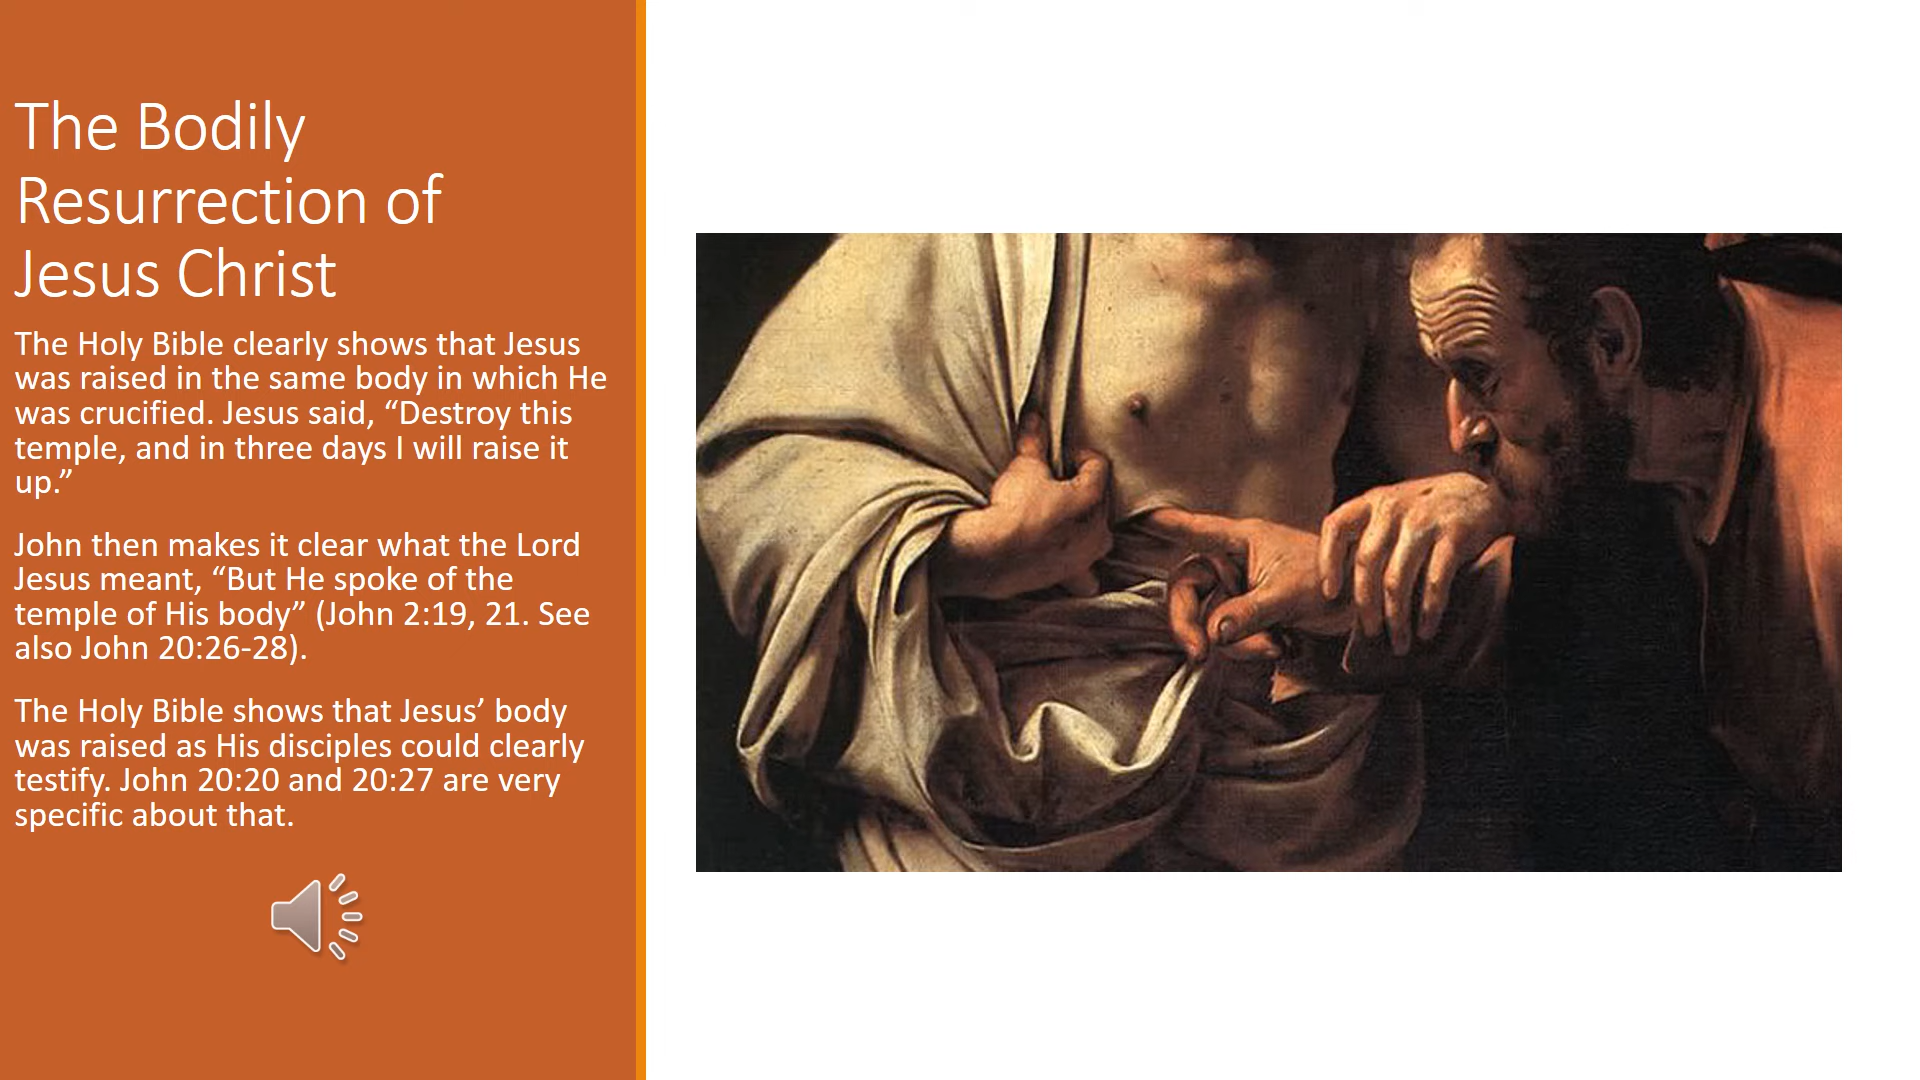 The Bodily
Resurrection of
Jesus Christ
The Holy Bible clearly shows that Jesus
was raised in the same body in which He
was crucified. Jesus said, “Destroy this
temple, and in three days I will raise it
up.”
John then makes it clear what the Lord
Jesus meant, “But He spoke of the
temple of His body” (John 2:19, 21. See
also John 20:26-28).
The Holy Bible shows that Jesus’ body
was raised as His disciples could clearly
testify. John 20:20 and 20:27 are very
specific about that.